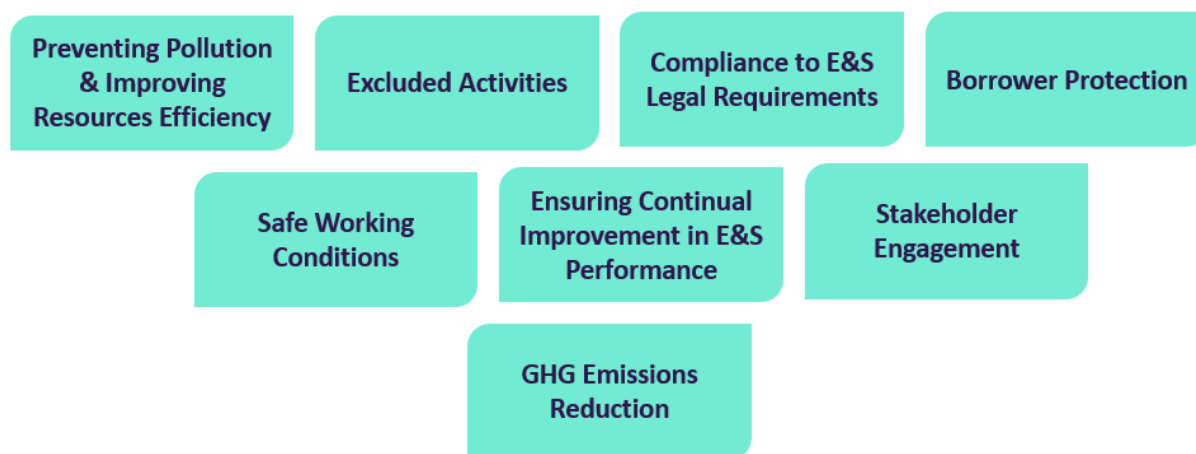 Preventing Pollution
& Improving
Resources Efficiency
Excluded Activities
Compliance to E&S
Legal Requirements
Borrower Protection
Safe Working
Conditions
Ensuring Continual
Improvement in E&S
Performance
Stakeholder
Engagement
GHG Emissions
Reduction